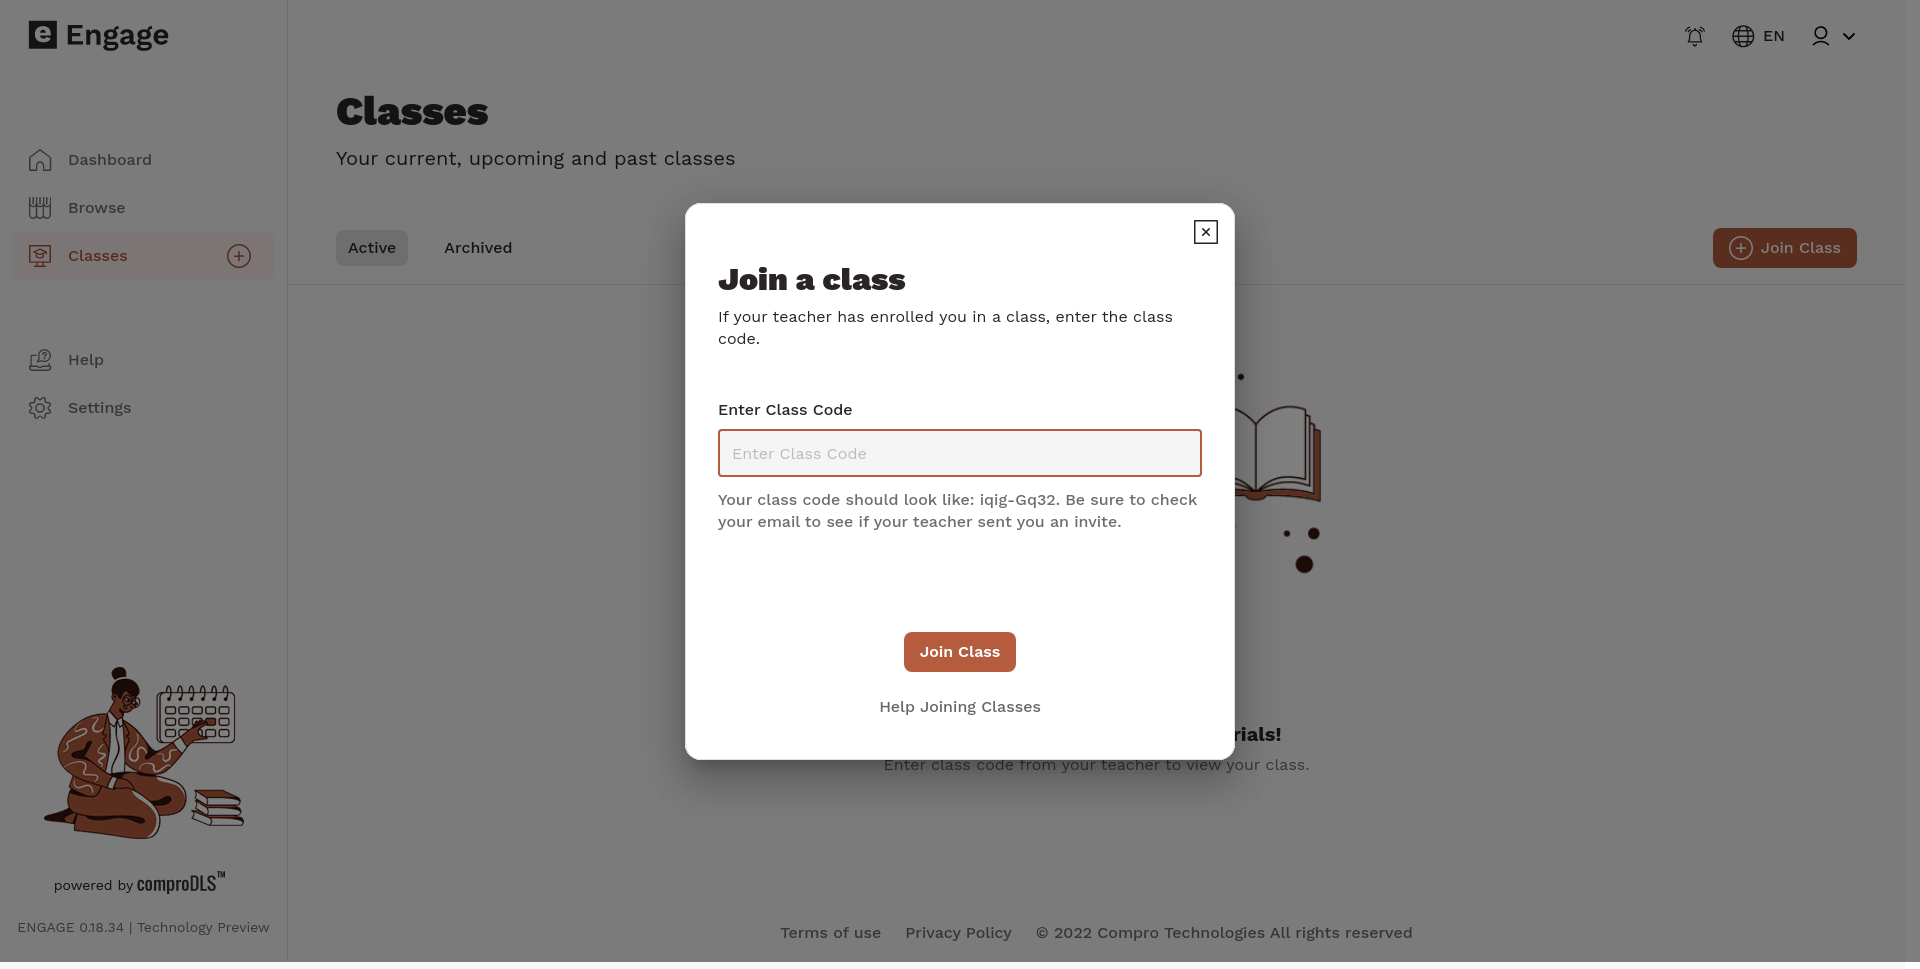 e Engage
EN
Classes
Your current, upcoming and past classes
Dashboard
Browse
Classes
Help
Settings
Active
Archived
Join Class
Join a class
If your teacher has enrolled you in a class, enter the class
code.
Enter Class Code
Enter Class Code
Your class code should look like: iqig-Gq32. Be sure to check
your email to see if your teacher sent you an invite.
Join Class
Help Joining Classes
rials!
Enter class code from your teacher to view your class.
powered by comproDLS™
ENGAGE 0.18.34 | Technology Preview
Terms of use
Privacy Policy
© 2022 Compro Technologies All rights reserved